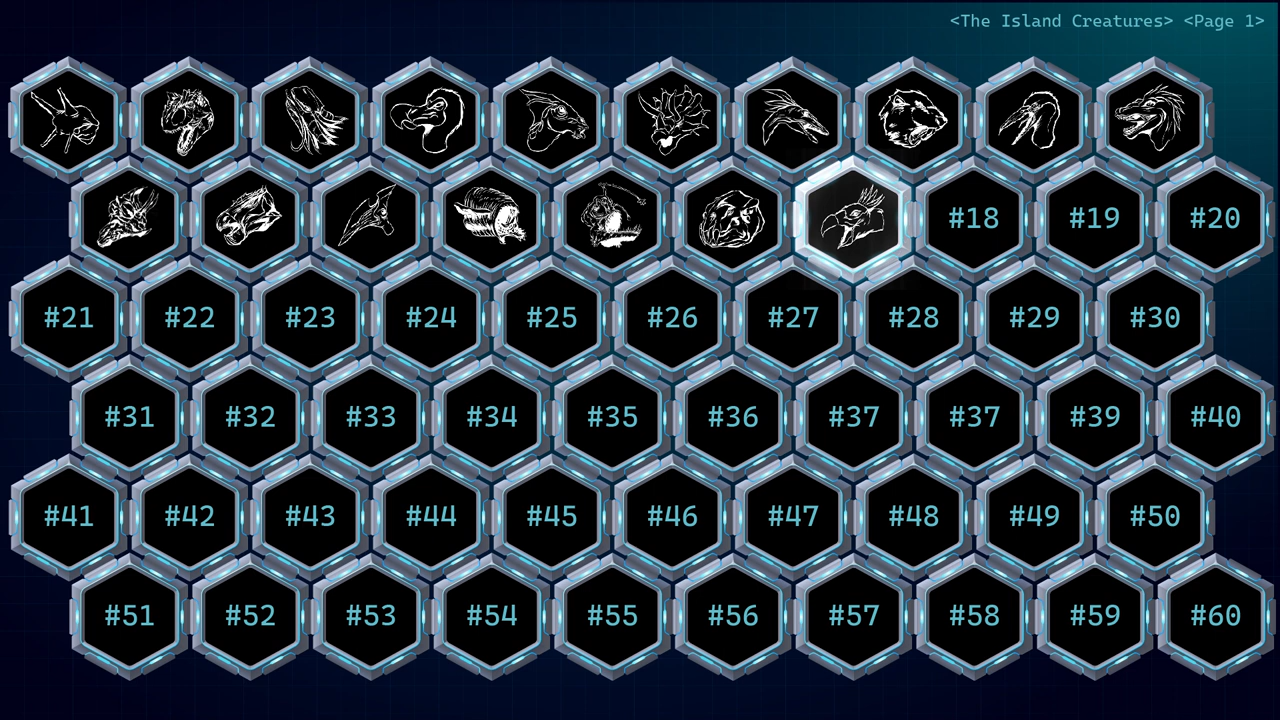 <The Island Creatures> <Page 1>
#18 #19 #20
#21 #22 #23 #24 #25 #26 #27 #28 #29 #30
#31 #32 #33 #34 #35 #36 #37 #37 #39 #40
#41 #42 #43 #44 #45 #46 #47 #48 #49 #50
#51 #52 #53 #54 #55 #56 #57 #58 #59 #60